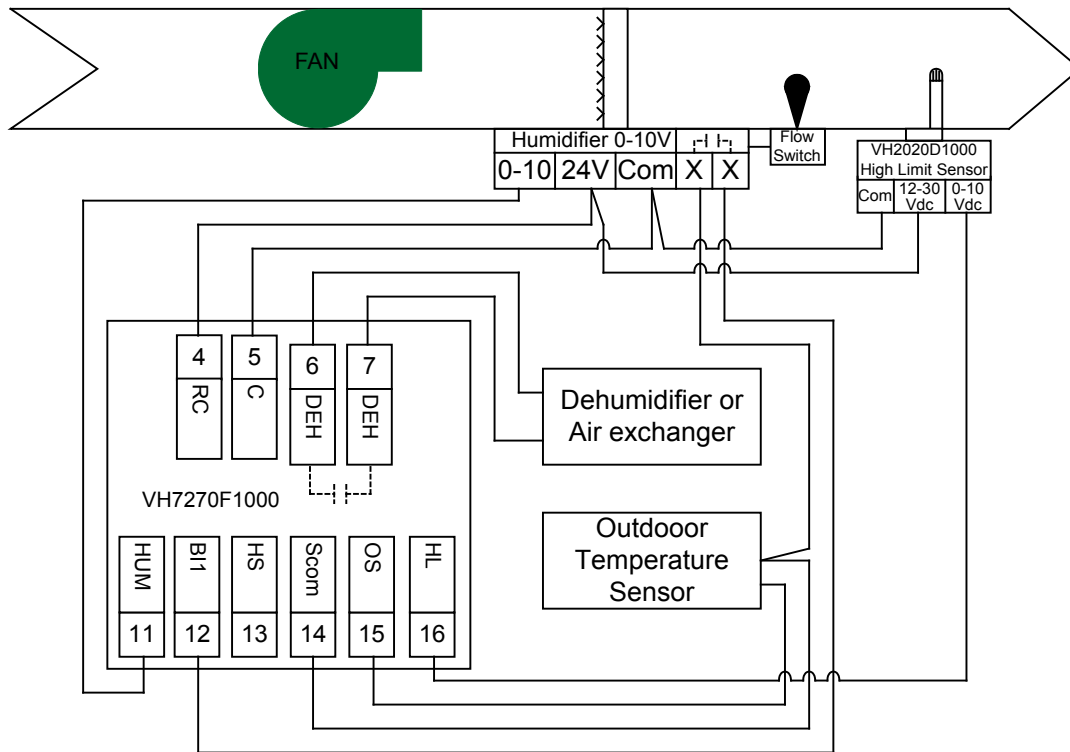 FAN
Humidifier 0-10V
0-10
24V
Com
X
X
Flow
Switch
VH2020D1000
High Limit Sensor
Com
12-30
Vdc
0-10
Vdc
4
RC
5
C
6
DEH
7
DEH
Dehumidifier or
Air exchanger
VH7270F1000
Outdooor
Temperature
Sensor
HUM
BI1
HS
Scom
OS
HL
11
12
13
14
15
16